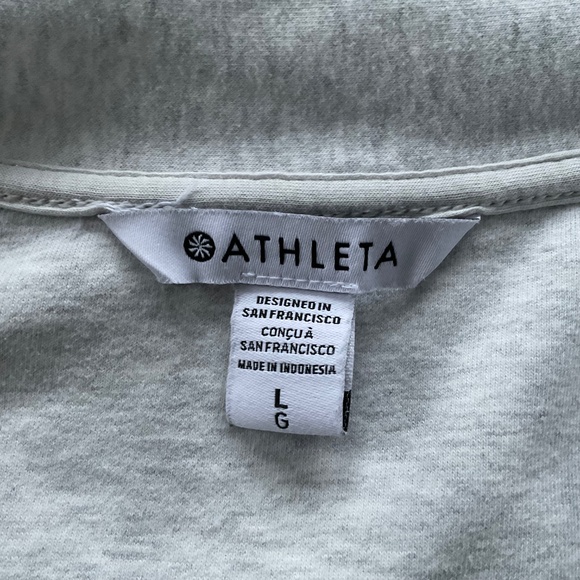 ATHLETA
DESIGNED IN
SAN FRANCISCO
CONÇU À
SAN FRANCISCO
MADE IN INDONESIA
L
G